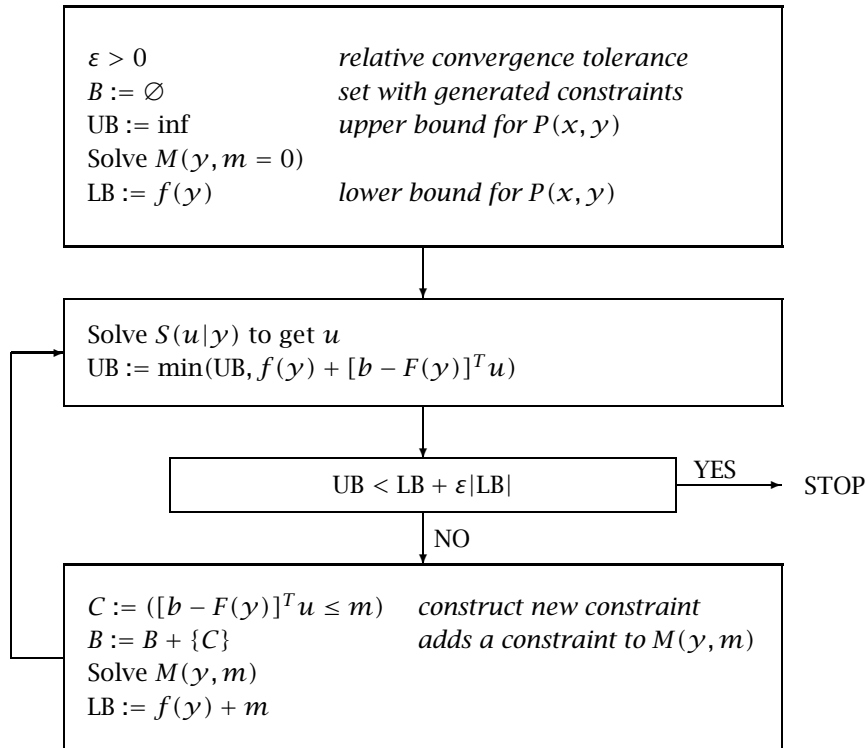 ε > 0 relative convergence tolerance
B := ∅ set with generated constraints
UB := inf upper bound for P(x, y)
Solve M(y, m = 0)
LB := f(y) lower bound for P(x, y)
Solve S(u|y) to get u
UB := min(UB, f(y) + [b − F(y)]ᵀu)
UB < LB + ε|LB|
YES
STOP
NO
C := ([b − F(y)]ᵀu ≤ m) construct new constraint
B := B + {C} adds a constraint to M(y, m)
Solve M(y, m)
LB := f(y) + m